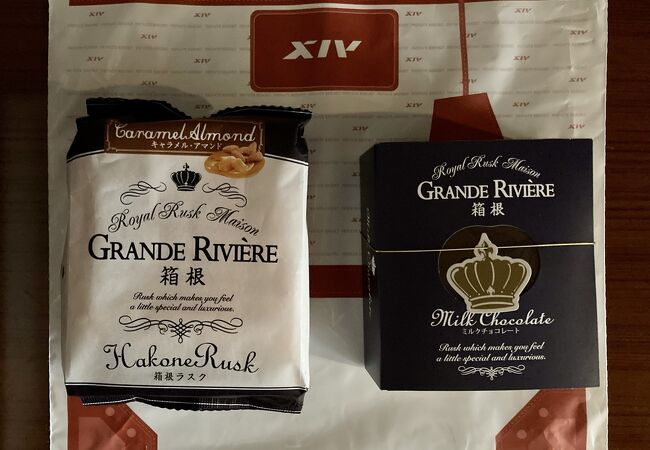 XIV
Caramel Almond
キャラメル・アマンド
Royal Rusk Maison
GRANDE RIVIÈRE
箱根
Rusk which makes you feel
a little special and luxurious.
Hakone Rusk
箱根ラスク
Royal Rusk Maison
GRANDE RIVIÈRE
箱根
Milk Chocolate
ミルクチョコレート
Rusk which makes you feel
a little special and luxurious.